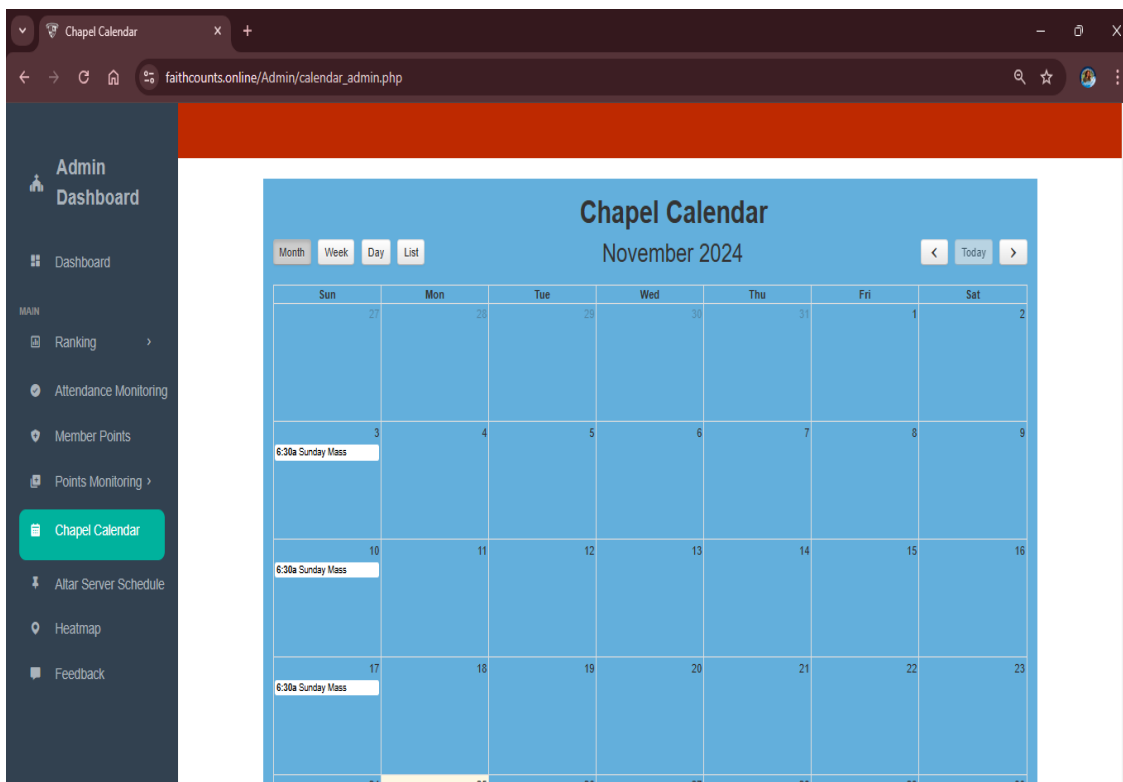 Chapel Calendar
faithcounts.online/Admin/calendar_admin.php
Admin
Dashboard
Dashboard
MAIN
Ranking
Attendance Monitoring
Member Points
Points Monitoring
Chapel Calendar
Altar Server Schedule
Heatmap
Feedback
Chapel Calendar
Month Week Day List November 2024 Today
Sun Mon Tue Wed Thu Fri Sat
27 28 29 30 31 1 2
3 4 5 6 7 8 9
6:30a Sunday Mass
10 11 12 13 14 15 16
6:30a Sunday Mass
17 18 19 20 21 22 23
6:30a Sunday Mass